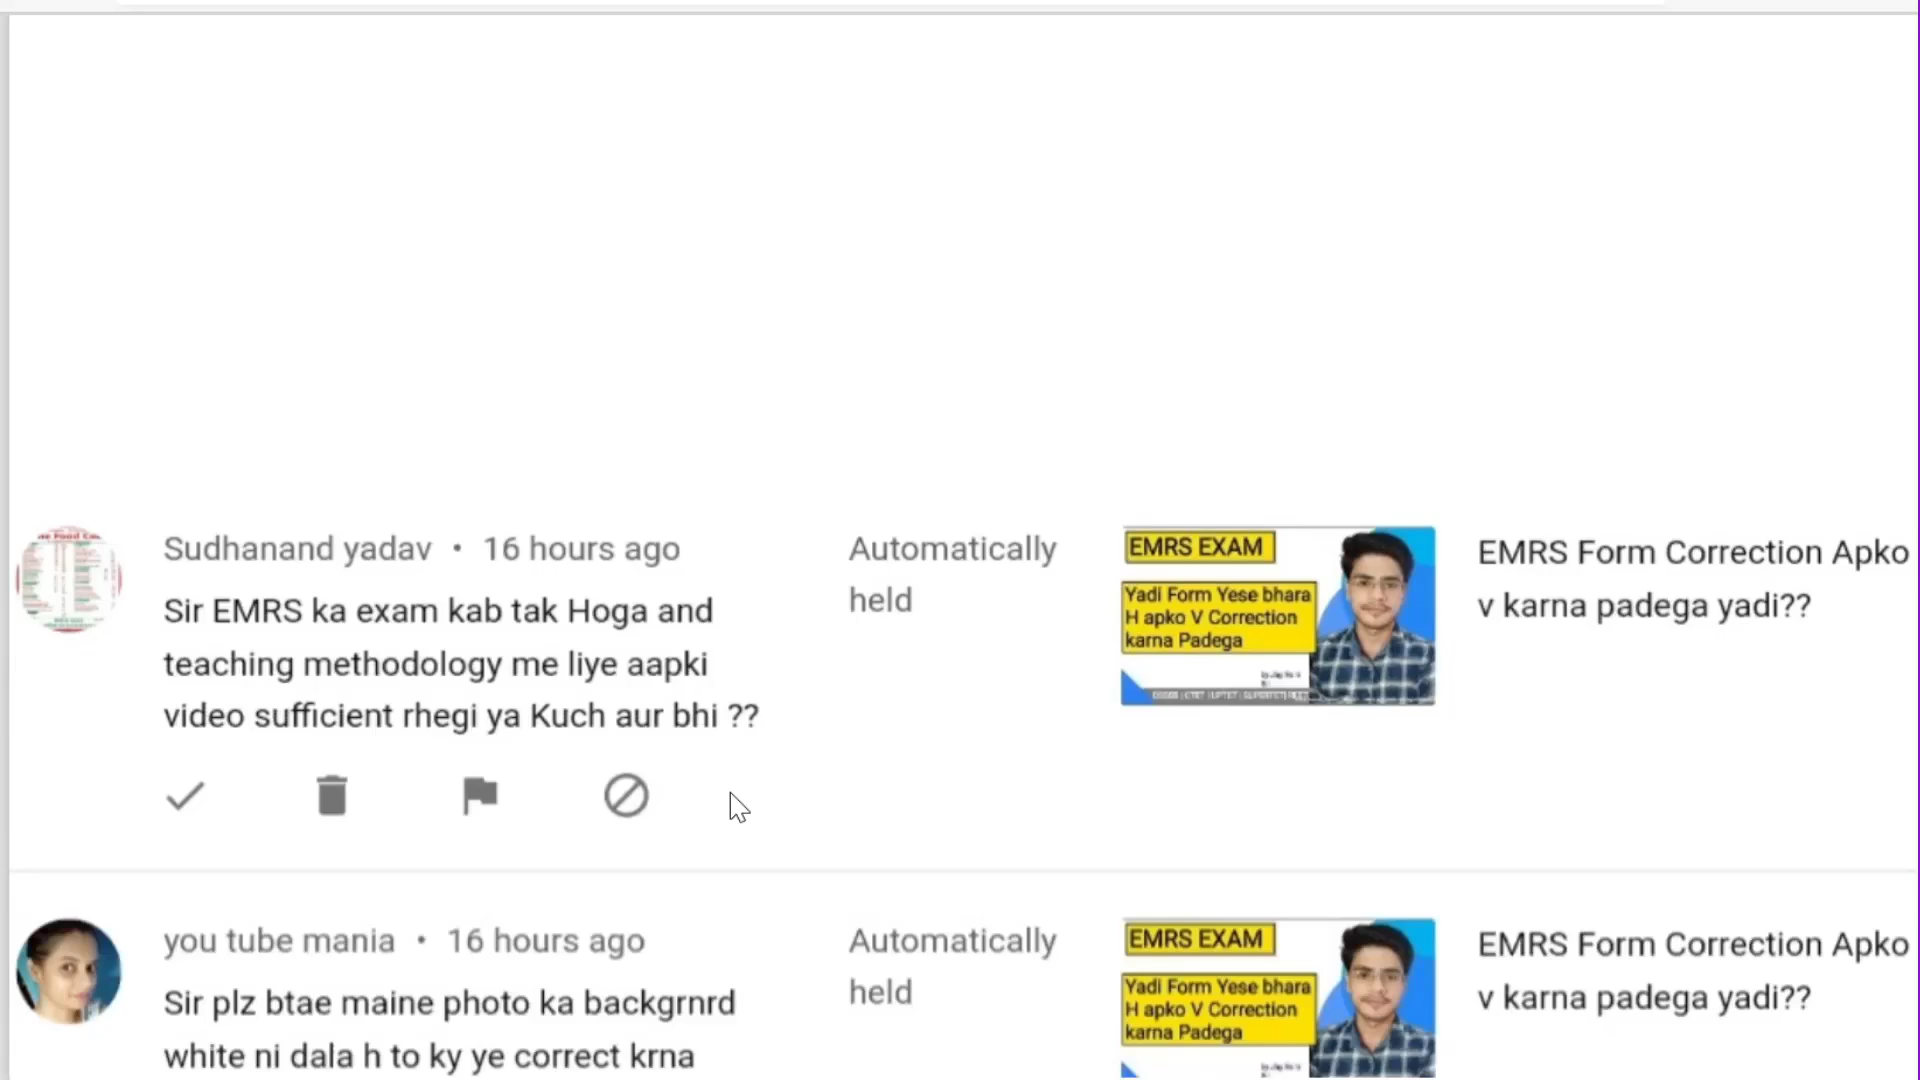 Sudhanand yadav • 16 hours ago
Sir EMRS ka exam kab tak Hoga and
teaching methodology me liye aapki
video sufficient rhegi ya Kuch aur bhi ??
Automatically
held
EMRS EXAM
Yadi Form Yese bhara
H apko V Correction
karna Padega
EMRS Form Correction Apko
v karna padega yadi??
you tube mania • 16 hours ago
Sir plz btae maine photo ka backgrnrd
white ni dala h to ky ye correct krna
Automatically
held
EMRS EXAM
Yadi Form Yese bhara
H apko V Correction
karna Padega
EMRS Form Correction Apko
v karna padega yadi??